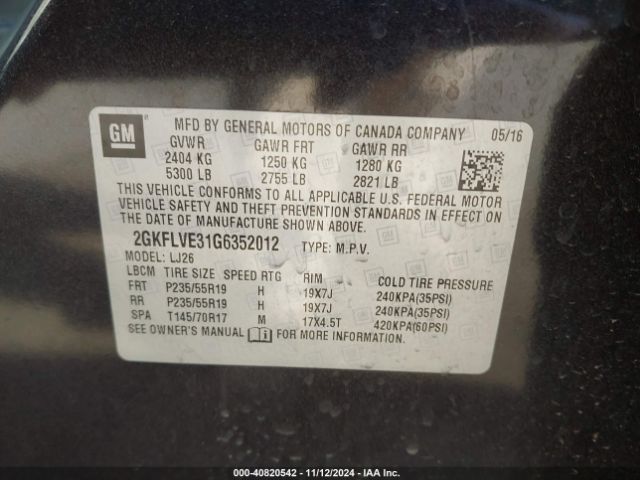 GM
MFD BY GENERAL MOTORS OF CANADA COMPANY 05/16
GVWR GAWR FRT GAWR RR
2404 KG 1250 KG 1280 KG
5300 LB 2755 LB 2821 LB
THIS VEHICLE CONFORMS TO ALL APPLICABLE U.S. FEDERAL MOTOR
VEHICLE SAFETY AND THEFT PREVENTION STANDARDS IN EFFECT ON
THE DATE OF MANUFACTURE SHOWN ABOVE.
2GKFLVE31G6352012 TYPE: M.P.V.
MODEL: LJ26
LBCM TIRE SIZE SPEED RTG RIM COLD TIRE PRESSURE
FRT P235/55R19 H 19X7J 240KPA(35PSI)
RR P235/55R19 H 19X7J 240KPA(35PSI)
SPA T145/70R17 M 17X4.5T 420KPA(60PSI)
SEE OWNER'S MANUAL FOR MORE INFORMATION.
000-40820542 - 11/12/2024 - IAA Inc.